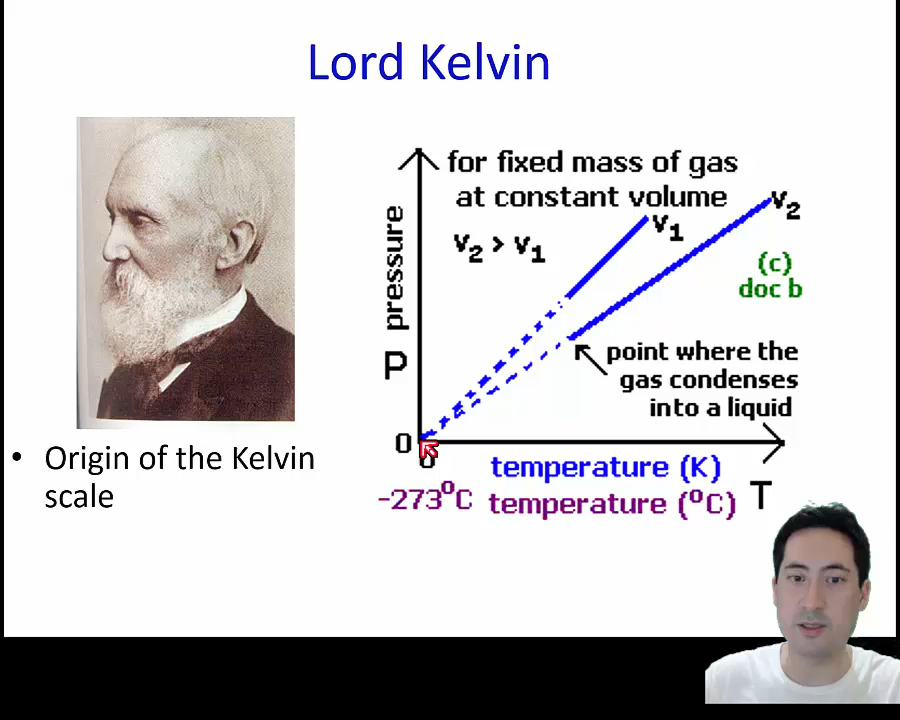 Lord Kelvin
for fixed mass of gas
at constant volume
v2 > v1
v1
v2
(c)
doc b
pressure
P
point where the
gas condenses
into a liquid
0
0
temperature (K)
-273°C temperature (°C) T
• Origin of the Kelvin
scale